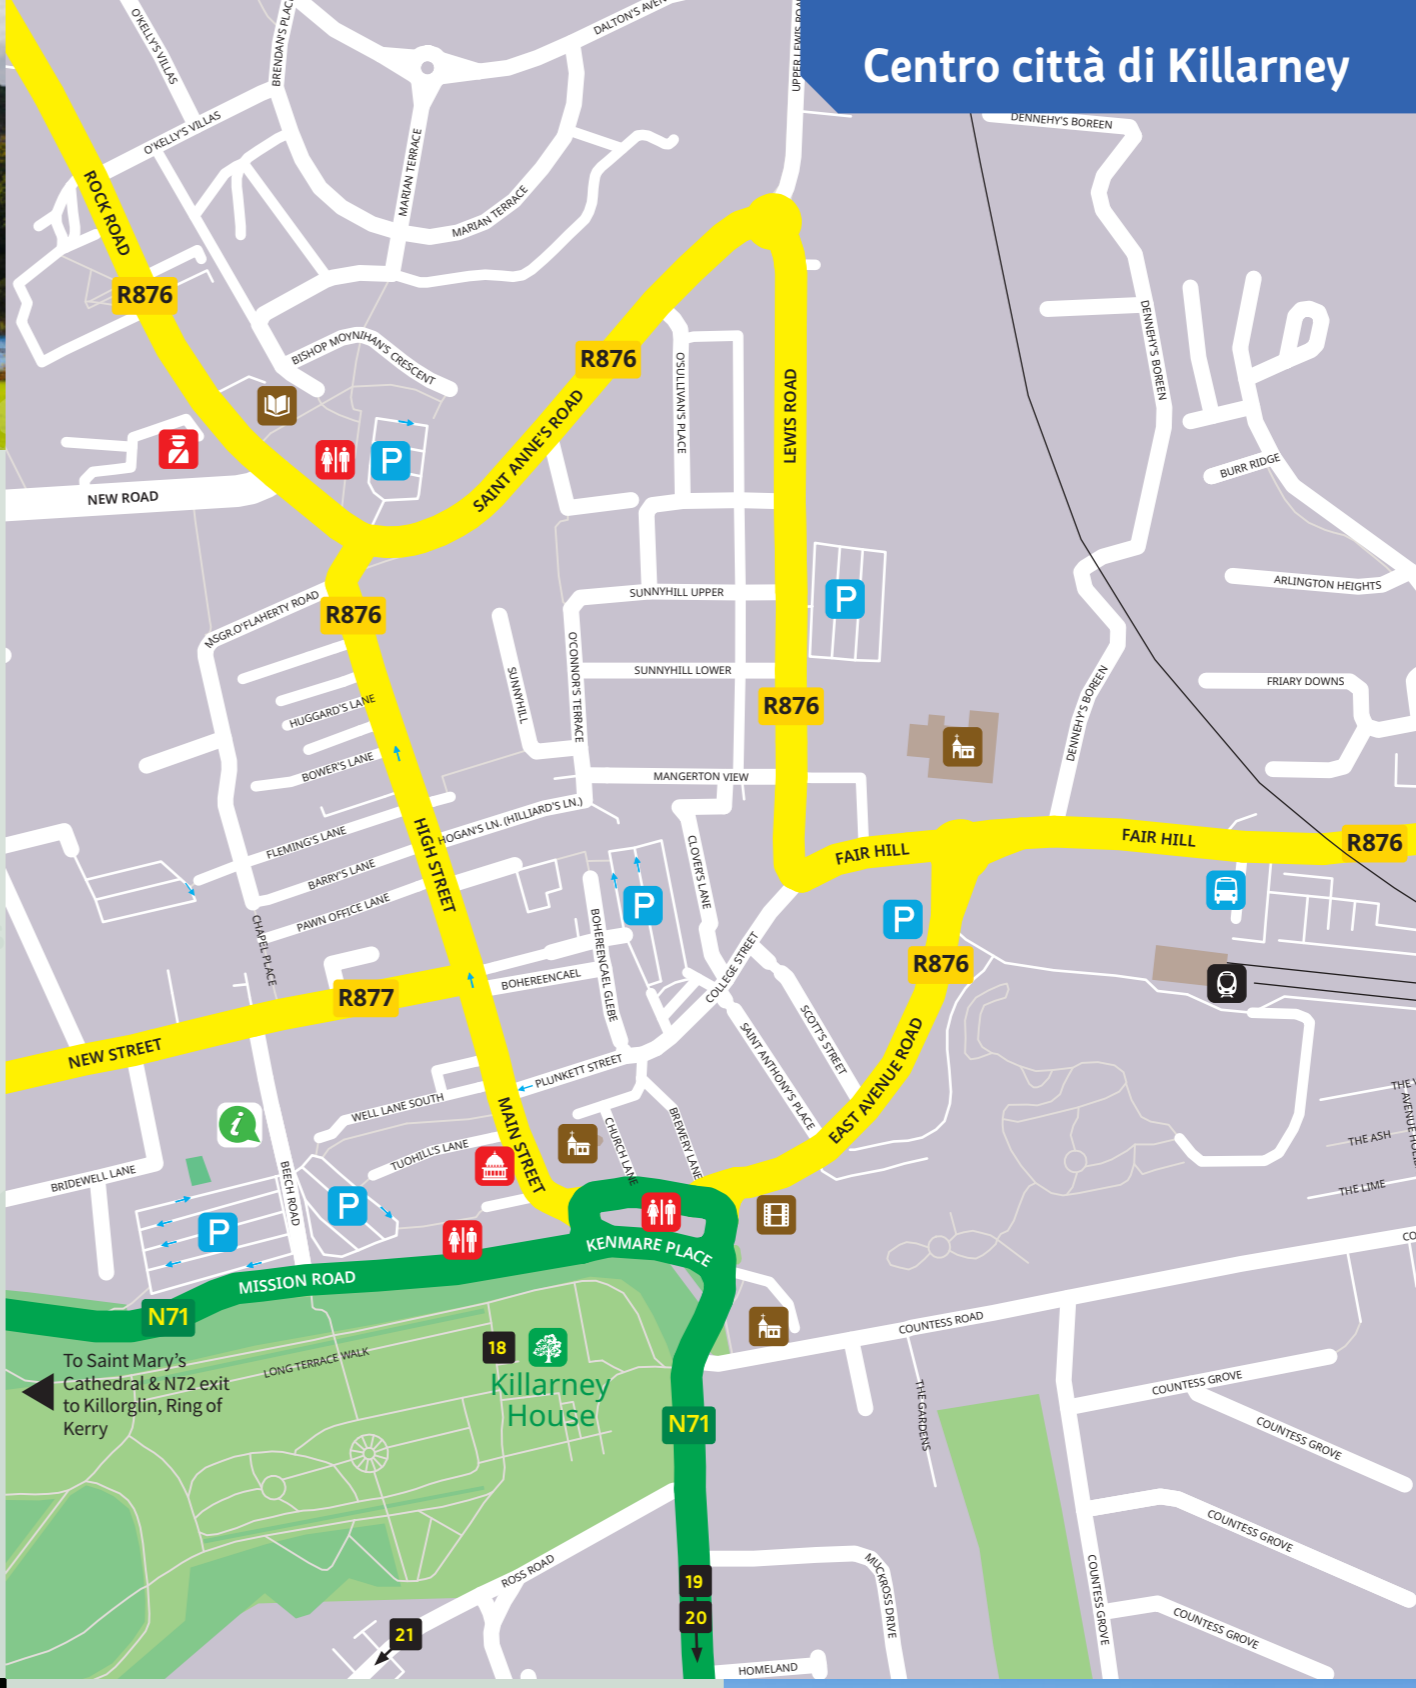 Centro città di Killarney
O'KELLY'S VILLAS
BRENDAN'S PLAC
DALTON'S AVEN
UPPER LEWIS ROA
DENNEHY'S BOREEN
O'KELLY'S VILLAS
MARIAN TERRACE
MARIAN TERRACE
ROCK ROAD
R876
BISHOP MOYNIHAN'S CRESCENT
R876
O'SULLIVAN'S PLACE
LEWIS ROAD
DENNEHY'S BOREEN
SAINT ANNE'S ROAD
P
NEW ROAD
BURR RIDGE
ARLINGTON HEIGHTS
MSGR.O'FLAHERTY ROAD
R876
SUNNYHILL UPPER
P
SUNNYHILL
O'CONNOR'S TERRACE
SUNNYHILL LOWER
R876
FRIARY DOWNS
DENNEHY'S BOREEN
HUGGARD'S LANE
BOWER'S LANE
MANGERTON VIEW
HIGH STREET
HOGAN'S LN. (HILLIARD'S LN.)
FLEMING'S LANE
BARRY'S LANE
PAWN OFFICE LANE
CLOVER'S LANE
FAIR HILL
FAIR HILL
R876
P
P
CHAPEL PLACE
BOHEREENCAEL GLEBE
BOHEREENCAEL
COLLEGE STREET
R876
R877
NEW STREET
SCOTT'S STREET
SAINT ANTHONY'S PLACE
EAST AVENUE ROAD
PLUNKETT STREET
WELL LANE SOUTH
MAIN STREET
CHURCH LANE
BREWERY LANE
i
TUOHILL'S LANE
BRIDEWELL LANE
BEECH ROAD
P
P
THE ASH
THE LIME
KENMARE PLACE
MISSION ROAD
N71
To Saint Mary's
Cathedral & N72 exit
to Killorglin, Ring of
Kerry
LONG TERRACE WALK
18
Killarney
House
COUNTESS ROAD
N71
THE GARDENS
COUNTESS GROVE
COUNTESS GROVE
COUNTESS GROVE
COUNTESS GROVE
COUNTESS GROVE
ROSS ROAD
MUCKROSS DRIVE
19
20
21
HOMELAND